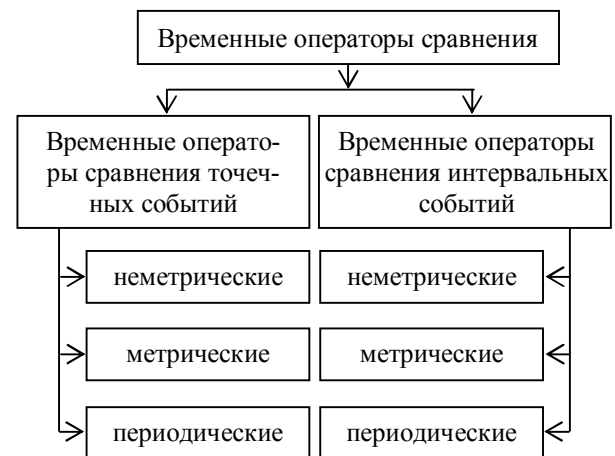 Временные операторы сравнения
Временные операто-
ры сравнения точеч-
ных событий
Временные операторы
сравнения интервальных
событий
неметрические
неметрические
метрические
метрические
периодические
периодические